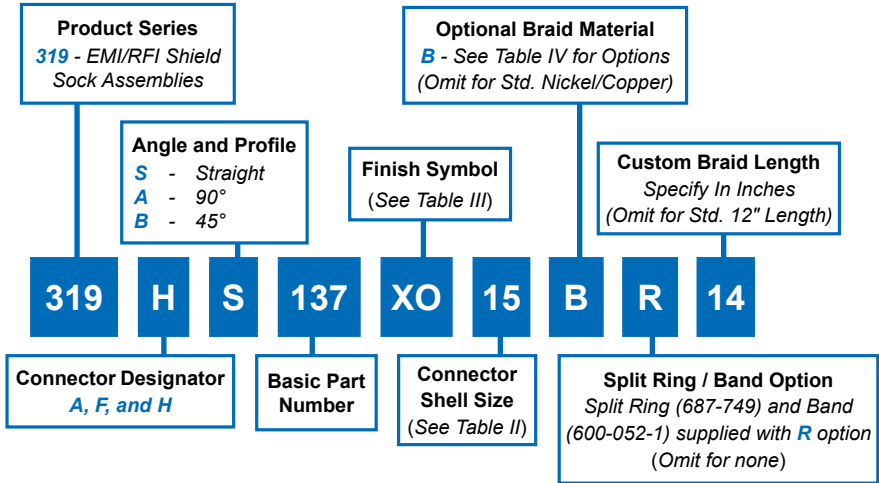 Product Series
319 - EMI/RFI Shield
Sock Assemblies
Optional Braid Material
B - See Table IV for Options
(Omit for Std. Nickel/Copper)
Angle and Profile
S - Straight
A - 90°
B - 45°
Finish Symbol
(See Table III)
Custom Braid Length
Specify In Inches
(Omit for Std. 12" Length)
319 H S 137 XO 15 B R 14
Connector Designator
A, F, and H
Basic Part
Number
Connector
Shell Size
(See Table II)
Split Ring / Band Option
Split Ring (687-749) and Band
(600-052-1) supplied with R option
(Omit for none)